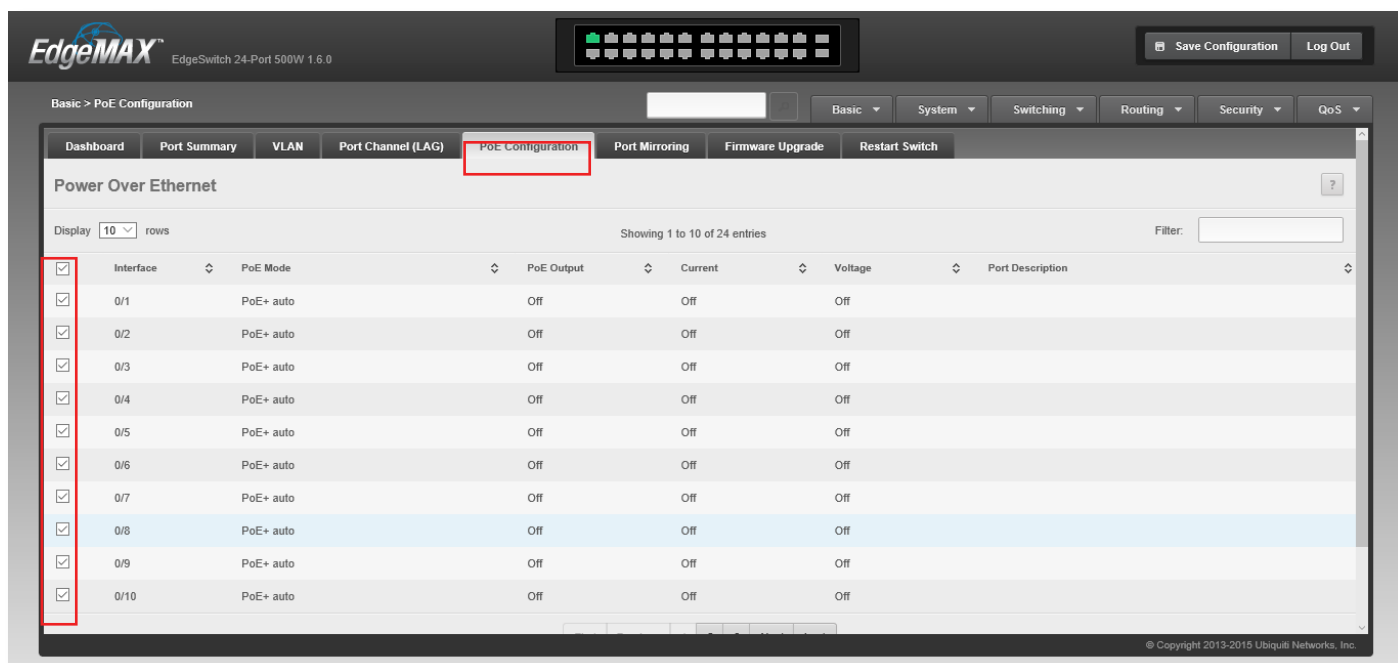 EdgeMAX™ EdgeSwitch 24-Port 500W 1.6.0 Save Configuration Log Out
Basic > PoE Configuration Basic System Switching Routing Security QoS
Dashboard Port Summary VLAN Port Channel (LAG) PoE Configuration Port Mirroring Firmware Upgrade Restart Switch
Power Over Ethernet ?
Display 10 rows Showing 1 to 10 of 24 entries Filter:
Interface PoE Mode PoE Output Current Voltage Port Description
0/1 PoE+ auto Off Off Off
0/2 PoE+ auto Off Off Off
0/3 PoE+ auto Off Off Off
0/4 PoE+ auto Off Off Off
0/5 PoE+ auto Off Off Off
0/6 PoE+ auto Off Off Off
0/7 PoE+ auto Off Off Off
0/8 PoE+ auto Off Off Off
0/9 PoE+ auto Off Off Off
0/10 PoE+ auto Off Off Off
© Copyright 2013-2015 Ubiquiti Networks, Inc.